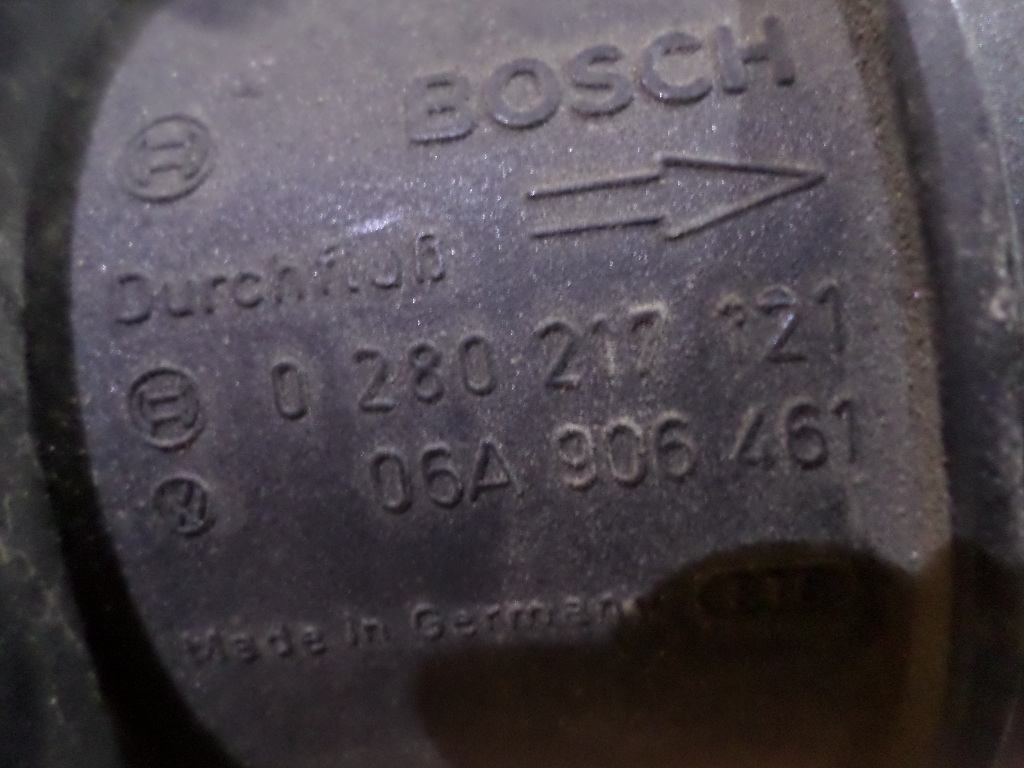 BOSCH
Durchfluß
0 280 217 121
06A 906 461
Made in Germany